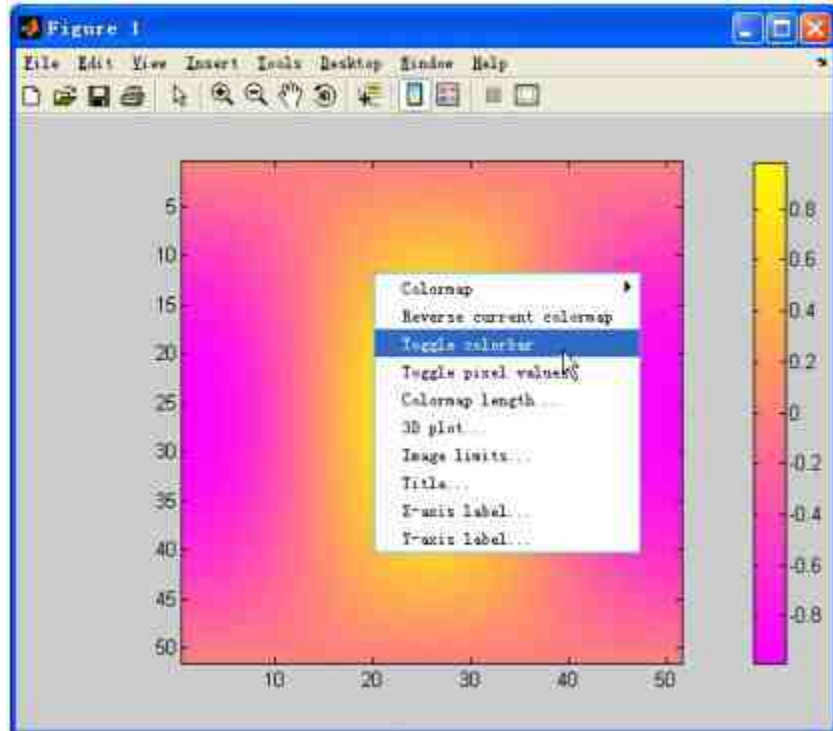 Figure 1
File Edit View Insert Tools Desktop Window Help
5
10
15
20
25
30
35
40
45
50
10 20 30 40 50
Colormap
Reverse current colormap
Toggle colorbar
Toggle pixel values
Colormap length...
3D plot...
Image limits...
Title...
X-axis label...
Y-axis label...
0.8
0.6
0.4
0.2
0
-0.2
-0.4
-0.6
-0.8